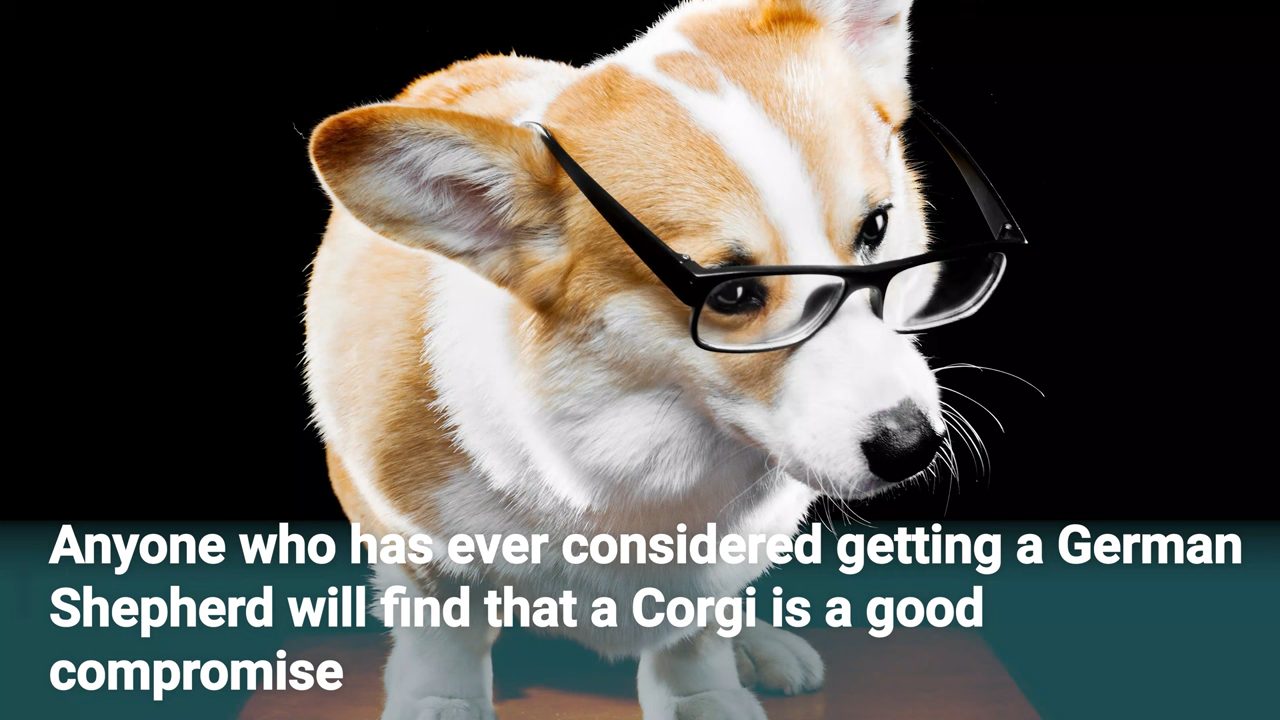 Anyone who has ever considered getting a German
Shepherd will find that a Corgi is a good
compromise